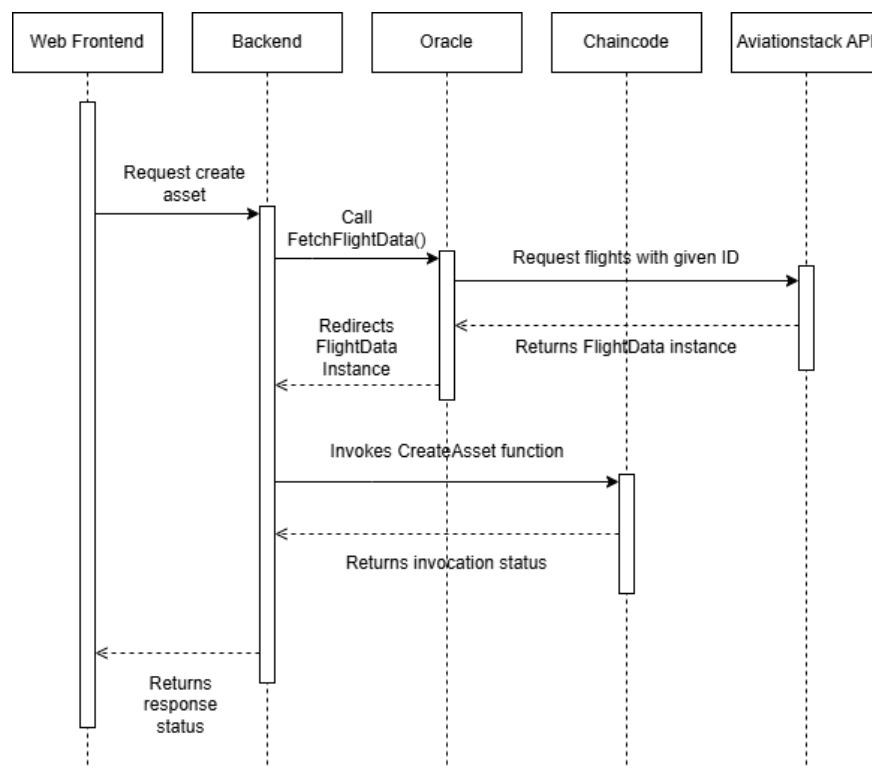 Web Frontend
Backend
Oracle
Chaincode
Aviationstack API
Request create
asset
Call
FetchFlightData()
Request flights with given ID
Redirects
FlightData
Instance
Returns FlightData instance
Invokes CreateAsset function
Returns invocation status
Returns
response
status